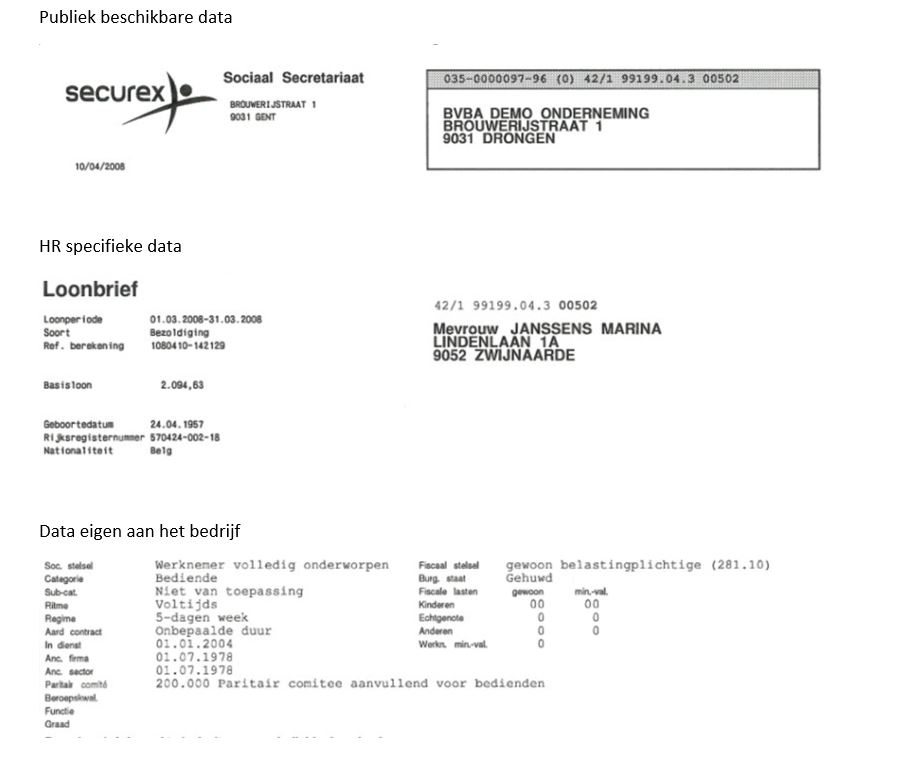 Publiek beschikbare data
securex
Sociaal Secretariaat
BROUWERIJSTRAAT 1
9031 GENT
10/04/2008
035-0000097-96 (0) 42/1 99199.04.3 00502
BVBA DEMO ONDERNEMING
BROUWERIJSTRAAT 1
9031 DRONGEN
HR specifieke data
Loonbrief
Loonperiode 01.03.2008-31.03.2008
Soort Bezoldiging
Ref. berekening 1080410-142129
Basisloon 2.094,63
Geboortedatum 24.04.1957
Rijksregisternummer 570424-002-18
Nationaliteit Belg
42/1 99199.04.3 00502
Mevrouw JANSSENS MARINA
LINDENLAAN 1A
9052 ZWIJNAARDE
Data eigen aan het bedrijf
Soc. stelsel Werknemer volledig onderworpen
Categorie Bediende
Sub-cat. Niet van toepassing
Ritme Voltijds
Regime 5-dagen week
Aard contract Onbepaalde duur
In dienst 01.01.2004
Anc. firma 01.07.1978
Anc. sector 01.07.1978
Paritair comité 200.000 Paritair comitee aanvullend voor bedienden
Beroepskwal.
Functie
Graad
Fiscaal stelsel gewoon belastingplichtige (281.10)
Burg. staat Gehuwd
Fiscale lasten gewoon min.-val.
Kinderen 00 00
Echtgenote 0 0
Anderen 0 0
Werkn. min.-val. 0